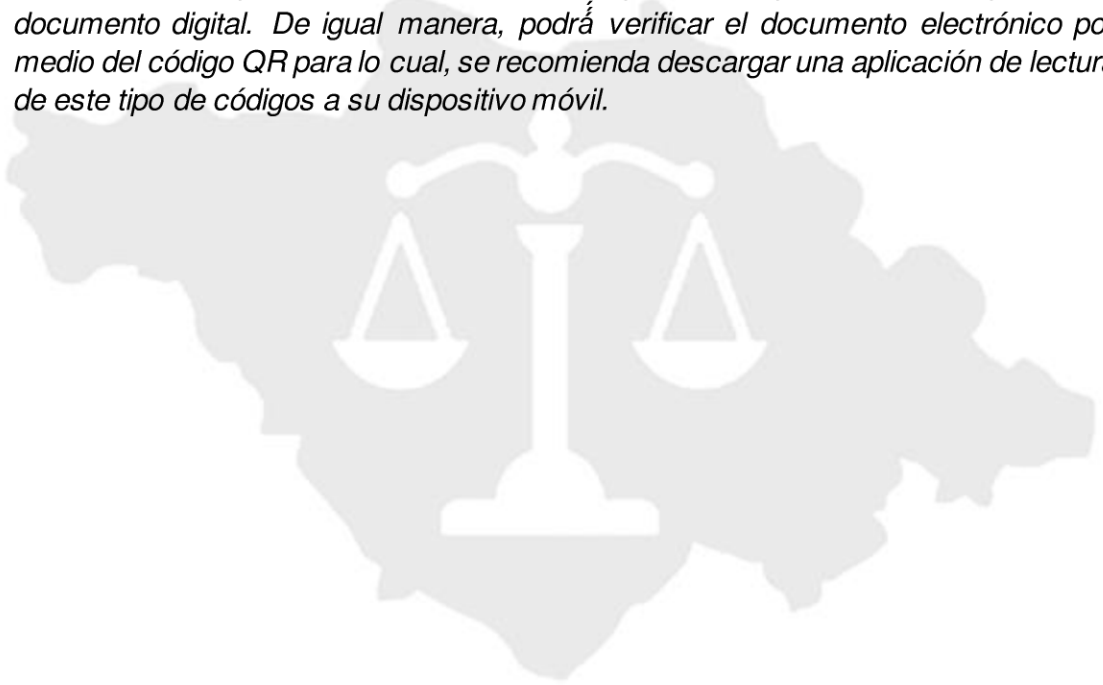 documento digital. De igual manera, podrá verificar el documento electrónico po
medio del código QR para lo cual, se recomienda descargar una aplicación de lectura
de este tipo de códigos a su dispositivo móvil.